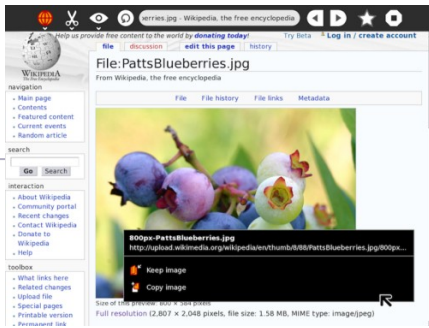 erries.jpg - Wikipedia, the free encyclopedia
Help us provide free content to the world by donating today!
Try Beta
Log in / create account
file
discussion
edit this page
history
WIKIPEDIA
The Free Encyclopedia
File:PattsBlueberries.jpg
From Wikipedia, the free encyclopedia
File File history File links Metadata
navigation
Main page
Contents
Featured content
Current events
Random article
search
Go Search
interaction
About Wikipedia
Community portal
Recent changes
Contact Wikipedia
Donate to
Wikipedia
Help
toolbox
What links here
Related changes
Upload file
Special pages
Printable version
Permanent link
800px-PattsBlueberries.jpg
http://upload.wikimedia.org/wikipedia/en/thumb/8/88/PattsBlueberries.jpg/800px...
Keep image
Copy image
Size of this preview: 800 × 584 pixels
Full resolution (2,807 × 2,048 pixels, file size: 1.58 MB, MIME type: image/jpeg)